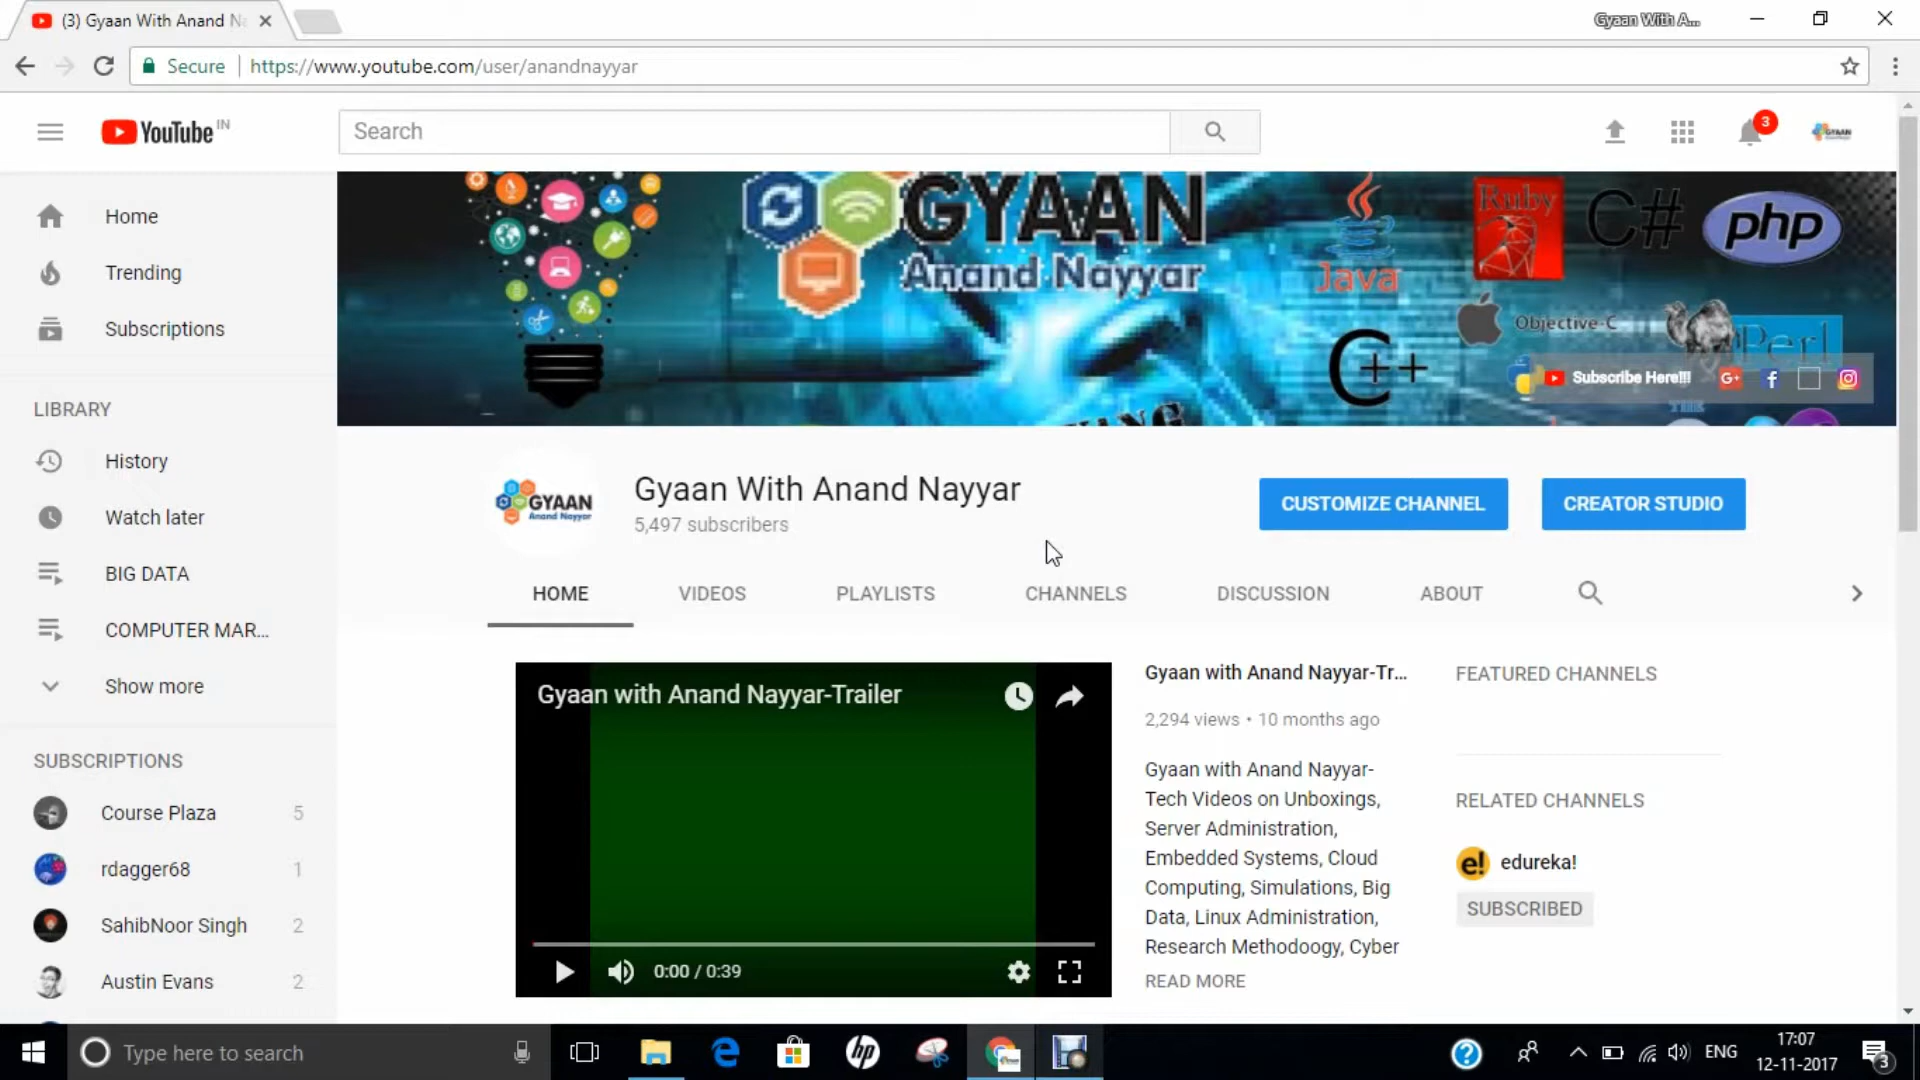 (3) Gyaan With Anand Na
Gyaan With A...
Secure
https://www.youtube.com/user/anandnayyar
YouTube IN
Search
3
GYAAN
Home
Trending
Subscriptions
LIBRARY
History
Watch later
BIG DATA
COMPUTER MAR...
Show more
SUBSCRIPTIONS
Course Plaza 5
rdagger68 1
SahibNoor Singh 2
Austin Evans 2
GYAAN
Anand Nayyar
Java
Ruby
C#
php
Objective-C
Perl
C++
Subscribe Here!!!
G+
THE
GYAAN
Anand Nayyar
Gyaan With Anand Nayyar
5,497 subscribers
CUSTOMIZE CHANNEL
CREATOR STUDIO
HOME
VIDEOS
PLAYLISTS
CHANNELS
DISCUSSION
ABOUT
Gyaan with Anand Nayyar-Trailer
0:00 / 0:39
Gyaan with Anand Nayyar-Tr...
2,294 views • 10 months ago
Gyaan with Anand Nayyar-
Tech Videos on Unboxings,
Server Administration,
Embedded Systems, Cloud
Computing, Simulations, Big
Data, Linux Administration,
Research Methodoogy, Cyber
READ MORE
FEATURED CHANNELS
RELATED CHANNELS
e!
edureka!
SUBSCRIBED
Type here to search
hp
ENG
17:07
12-11-2017
3